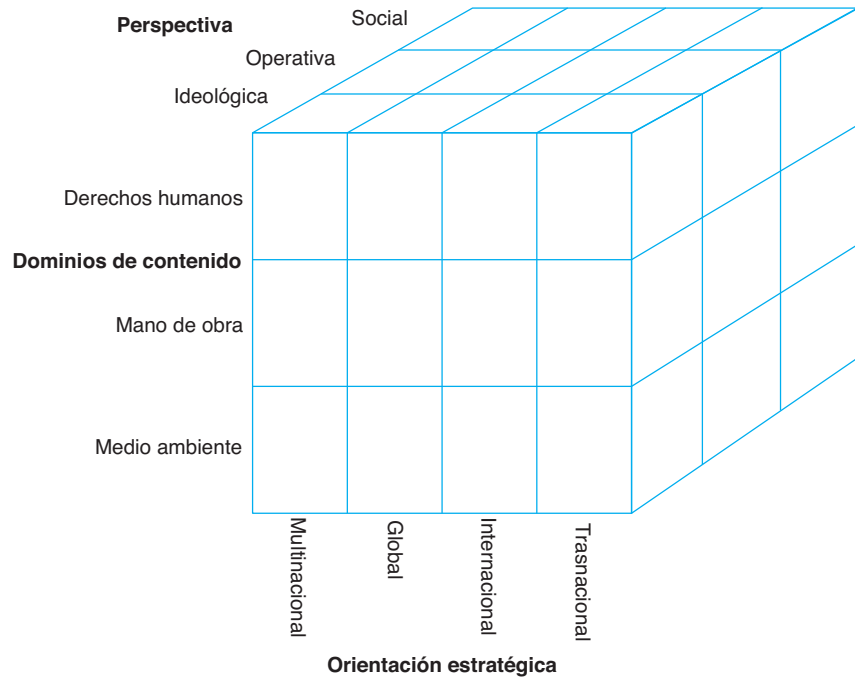 Social
Perspectiva
Operativa
Ideológica
Derechos humanos
Dominios de contenido
Mano de obra
Medio ambiente
Multinacional
Global
Internacional
Trasnacional
Orientación estratégica